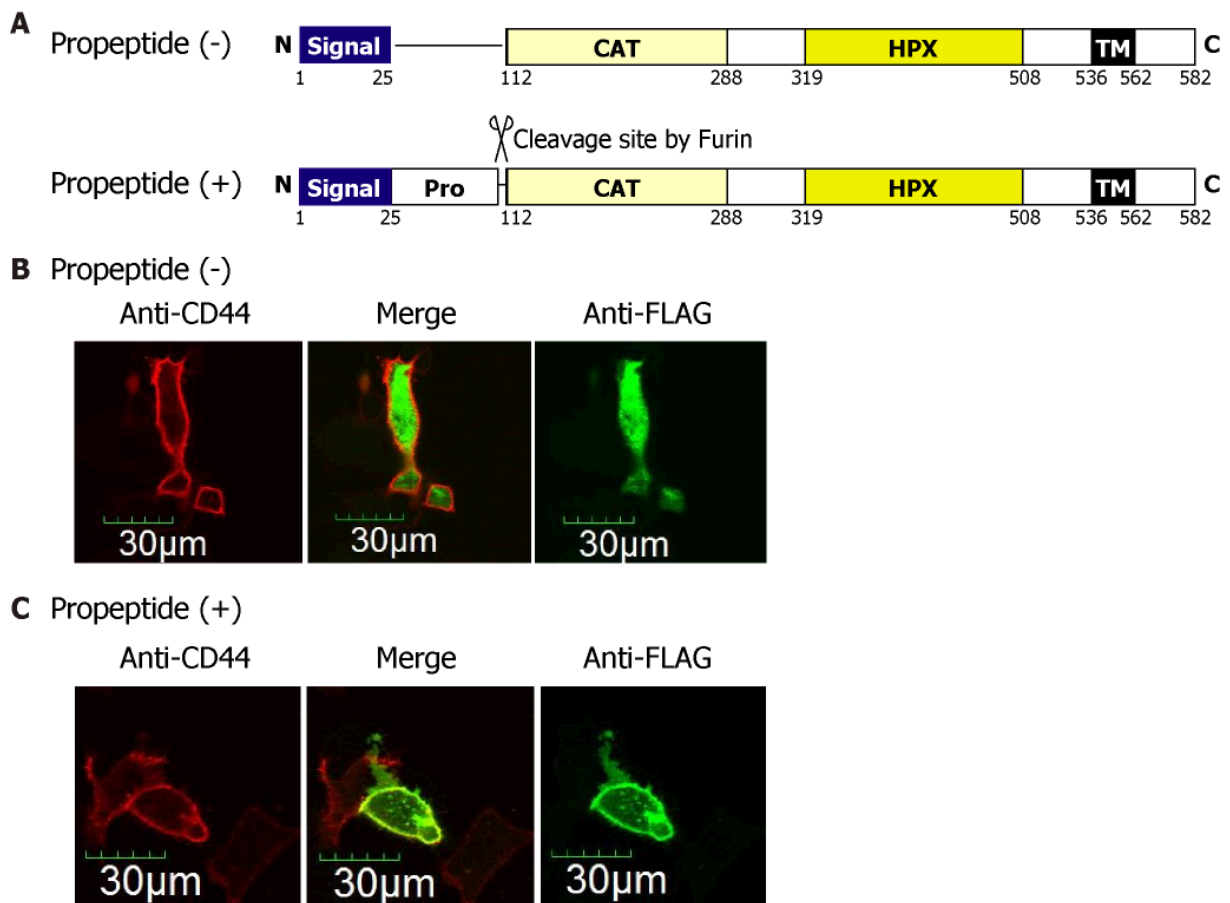 A
Propeptide (-) N Signal CAT HPX TM C
1 25 112 288 319 508 536 562 582
Cleavage site by Furin
Propeptide (+) N Signal Pro CAT HPX TM C
1 25 112 288 319 508 536 562 582
B Propeptide (-)
Anti-CD44 Merge Anti-FLAG
30µm 30µm 30µm
C Propeptide (+)
Anti-CD44 Merge Anti-FLAG
30µm 30µm 30µm